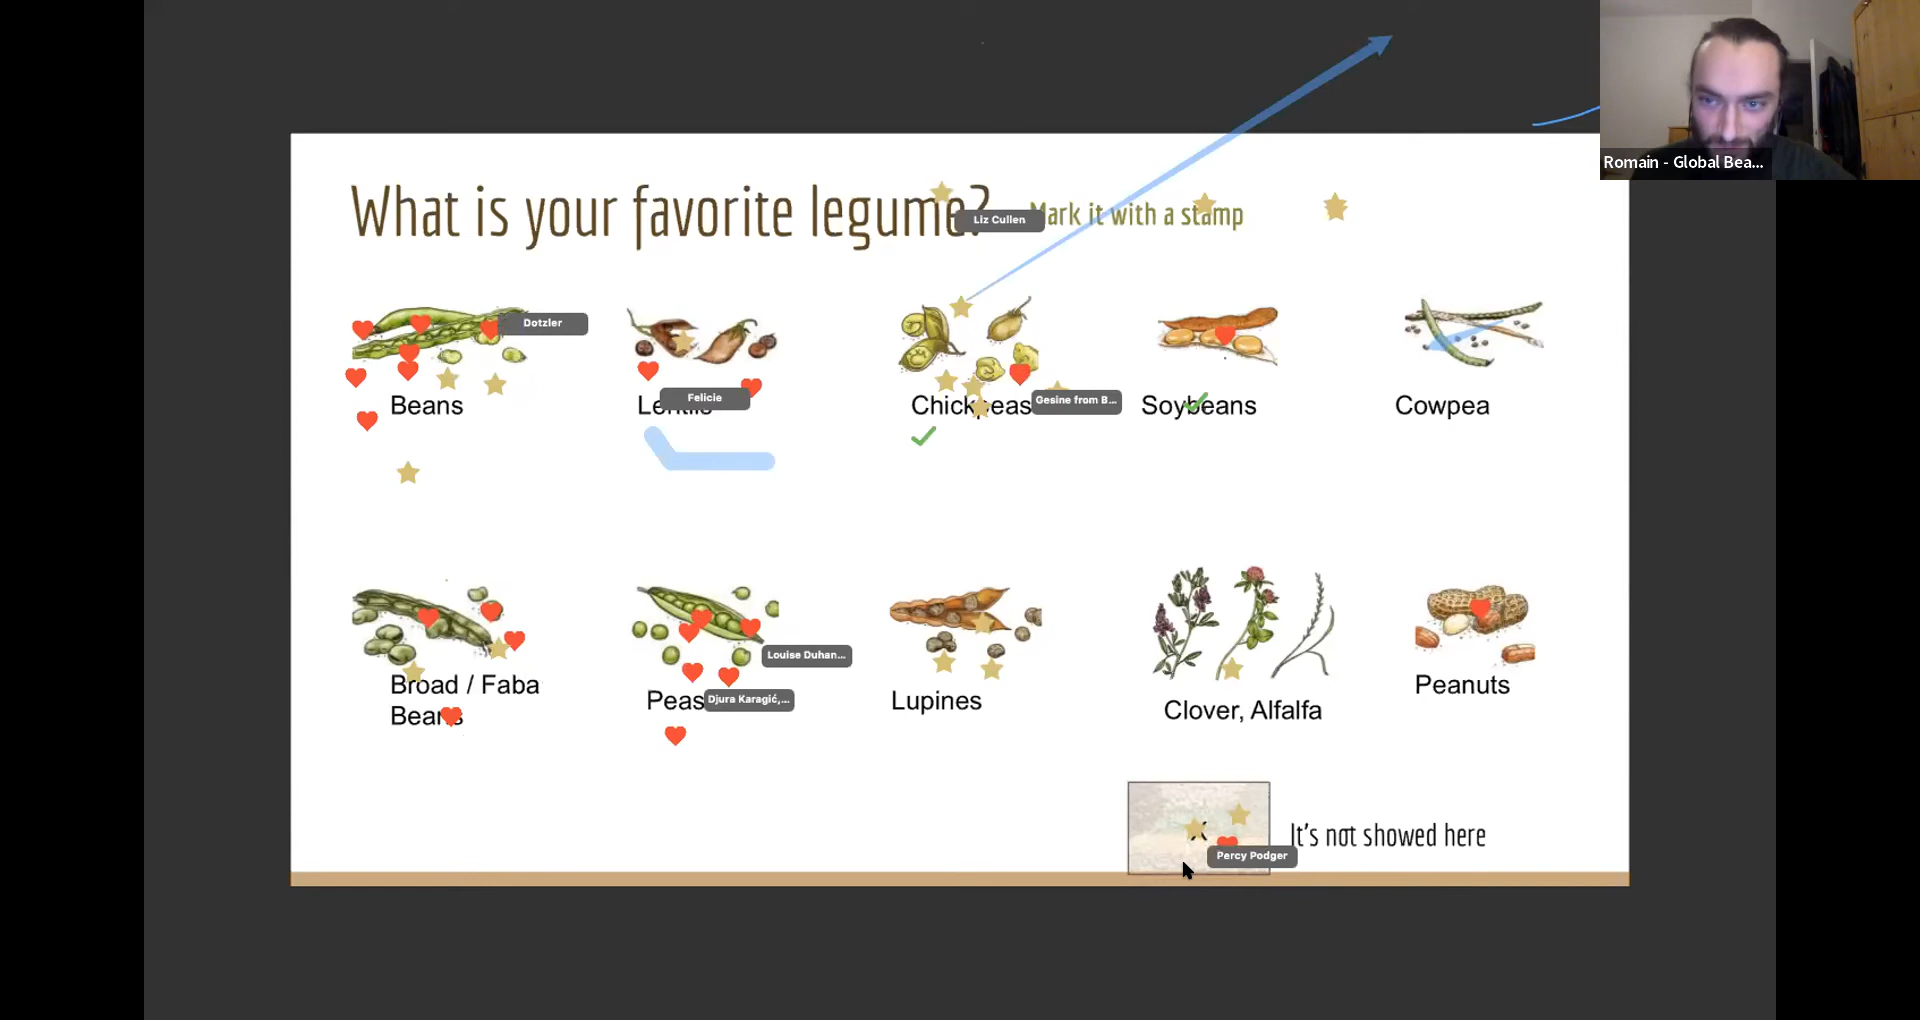 Romain - Global Bea...
What is your favorite legume?
Liz Cullen
Mark it with a stamp
Dotzler
Beans
Lentils
Felicie
Chickpeas
Gesine from B...
Soybeans
Cowpea
Broad / Faba
Beans
Peas
Louise Duhan...
Djura Karagić,...
Lupines
Clover, Alfalfa
Peanuts
It's not showed here
Percy Podger